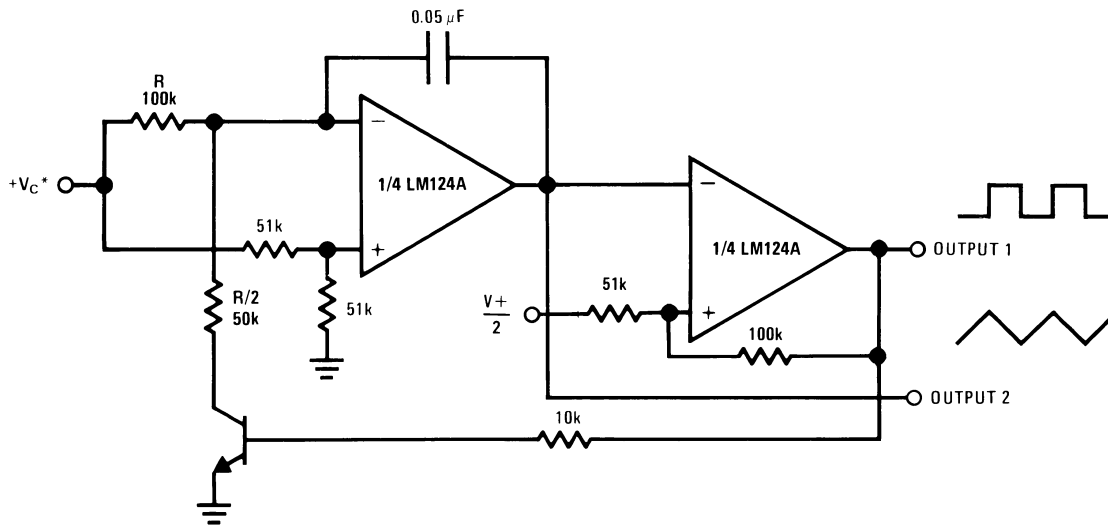 0.05 µF
R
100k
−
+V_C*
1/4 LM124A
−
51k
+
1/4 LM124A
OUTPUT 1
R/2
50k
51k
V+
2
51k
+
100k
OUTPUT 2
10k